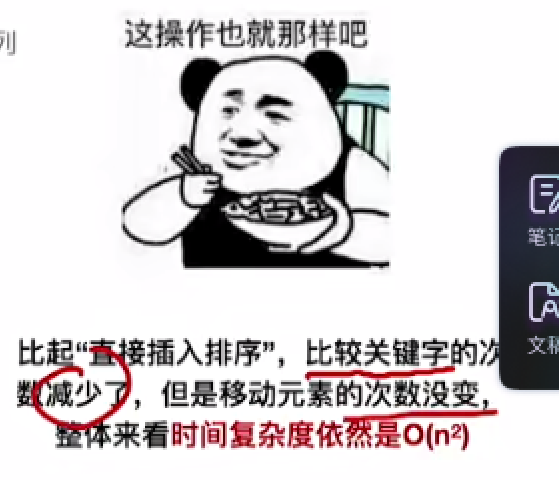 列
这操作也就那样吧
笔记
文稿
比起“直接插入排序”，比较关键字的次
数减少了，但是移动元素的次数没变，
整体来看时间复杂度依然是O(n²)